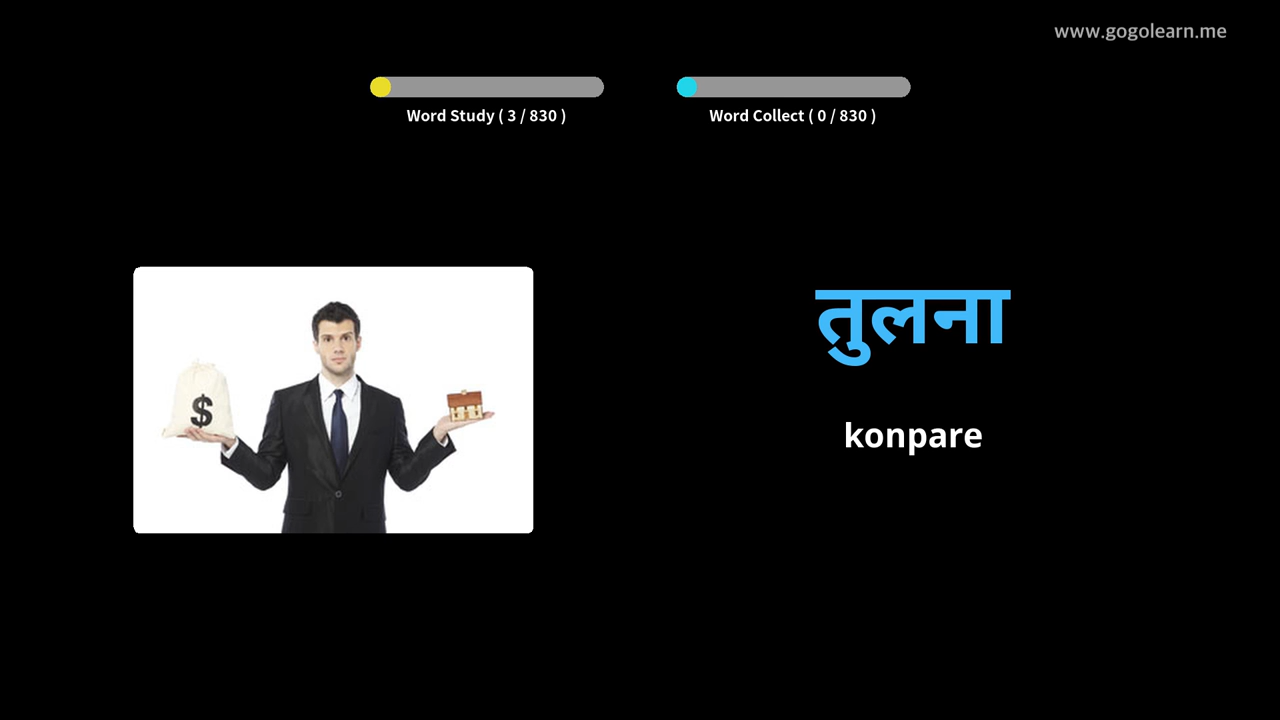 www.gogolearn.me
Word Study ( 3 / 830 )
Word Collect ( 0 / 830 )
$
तुलना
konpare